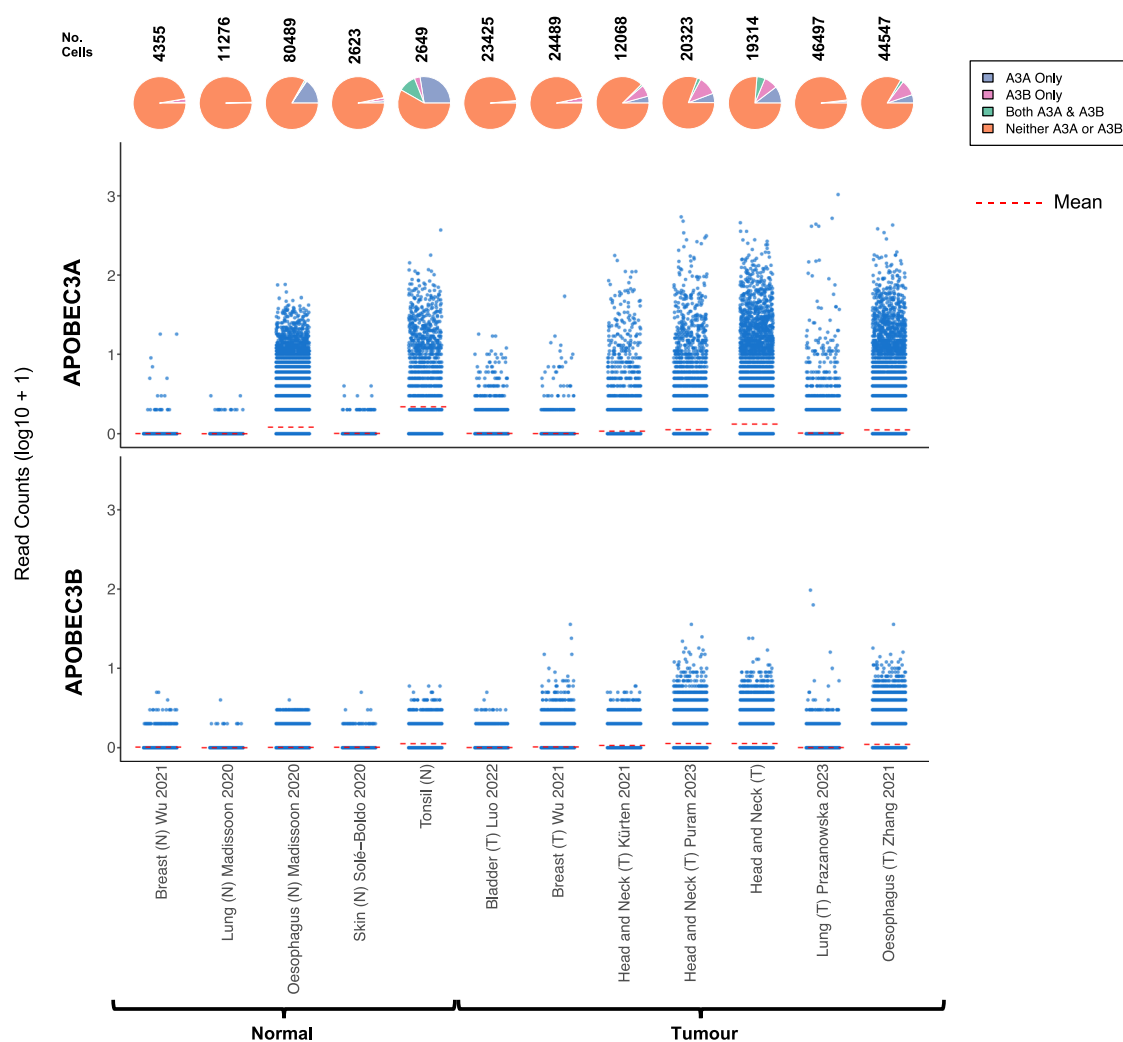 No.
Cells
4355
11276
80489
2623
2649
23425
24489
12068
20323
19314
46497
44547
A3A Only
A3B Only
Both A3A & A3B
Neither A3A or A3B
Mean
Read Counts (log10 + 1)
APOBEC3A
3
2
1
0
APOBEC3B
3
2
1
0
Breast (N) Wu 2021
Lung (N) Madissoon 2020
Oesophagus (N) Madissoon 2020
Skin (N) Solé−Boldo 2020
Tonsil (N)
Bladder (T) Luo 2022
Breast (T) Wu 2021
Head and Neck (T) Kürten 2021
Head and Neck (T) Puram 2023
Head and Neck (T)
Lung (T) Prazanowska 2023
Oesophagus (T) Zhang 2021
Normal
Tumour